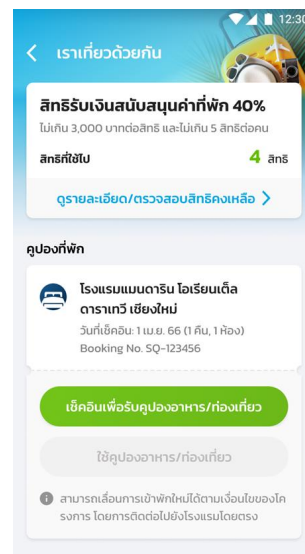 12:30
เราเที่ยวด้วยกัน
สิทธิรับเงินสนับสนุนค่าที่พัก 40%
ไม่เกิน 3,000 บาทต่อสิทธิ และไม่เกิน 5 สิทธิต่อคน
สิทธิที่ใช้ไป 4 สิทธิ
ดูรายละเอียด/ตรวจสอบสิทธิคงเหลือ
คูปองที่พัก
โรงแรมแมนดาริน โอเรียนเต็ล
ดาราเทวี เชียงใหม่
วันที่เช็คอิน: 1 เม.ย. 66 (1 คืน, 1 ห้อง)
Booking No. SQ-123456
เช็คอินเพื่อรับคูปองอาหาร/ท่องเที่ยว
ใช้คูปองอาหาร/ท่องเที่ยว
สามารถเลื่อนการเข้าพักใหม่ได้ตามเงื่อนไขของโค
รงการ โดยการติดต่อไปยังโรงแรมโดยตรง